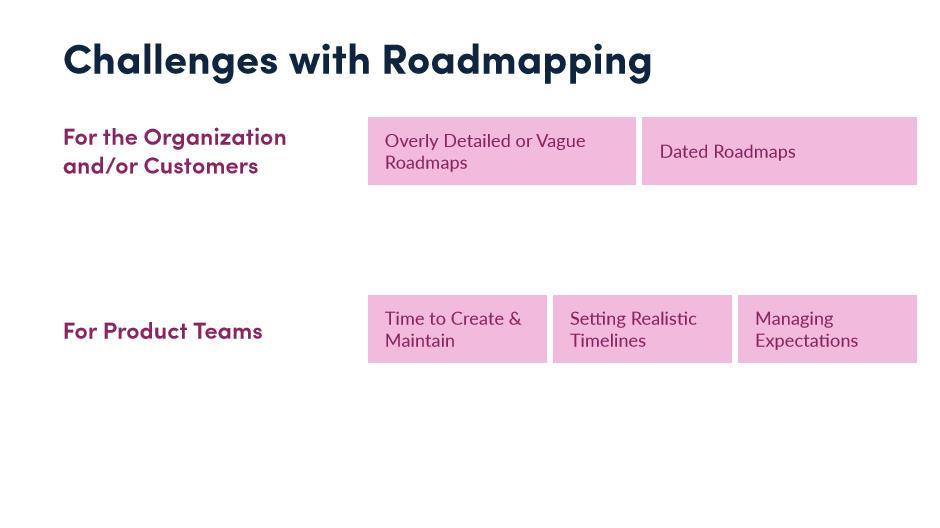 Challenges with Roadmapping
For the Organization
and/or Customers
Overly Detailed or Vague
Roadmaps
Dated Roadmaps
For Product Teams
Time to Create &
Maintain
Setting Realistic
Timelines
Managing
Expectations